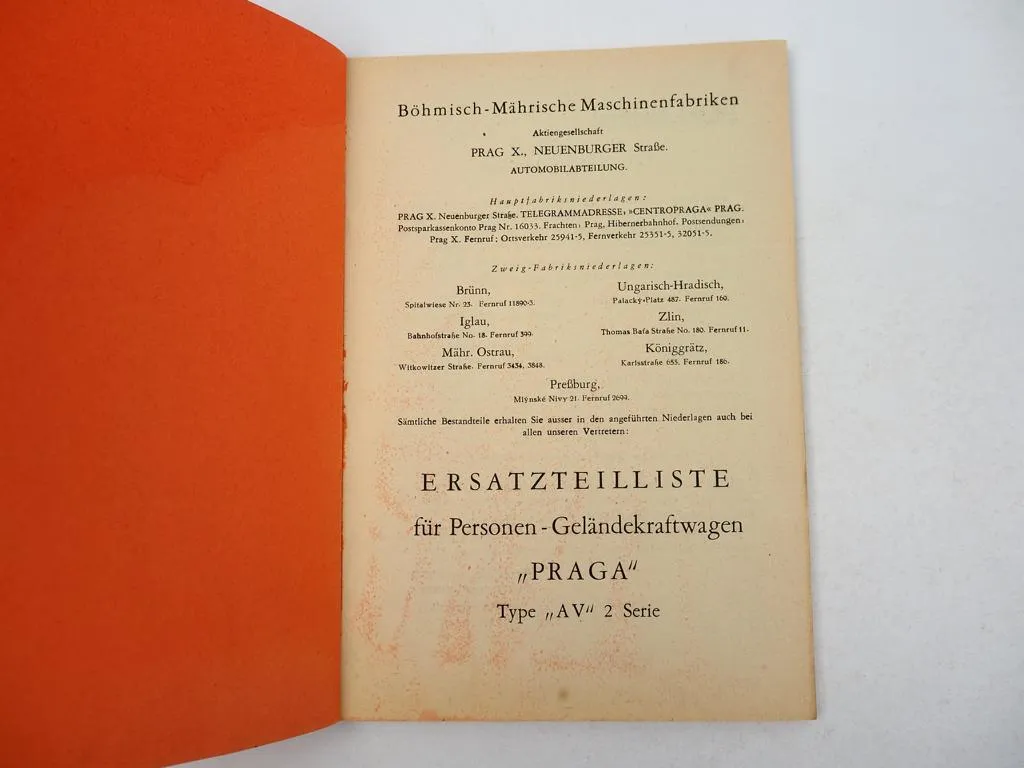 Böhmisch-Mährische Maschinenfabriken
Aktiengesellschaft
PRAG X., NEUENBURGER Straße.
AUTOMOBILABTEILUNG.
Hauptfabriksniederlagen:
PRAG X. Neuenburger Straße. TELEGRAMMADRESSE: »CENTROPRAGA« PRAG.
Postsparkassenkonto Prag Nr. 16033. Frachten: Prag, Hibernerbahnhof. Postsendungen:
Prag X. Fernruf: Ortsverkehr 25941-5, Fernverkehr 25351-5, 32051-5.
Zweig-Fabriksniederlagen:
Brünn,
Spitalwiese Nr. 23. Fernruf 11890-3.
Ungarisch-Hradisch,
Palacký-Platz 487. Fernruf 160.
Iglau,
Bahnhofstraße No. 18. Fernruf 399.
Zlin,
Thomas Baťa Straße No. 180. Fernruf 11.
Mähr. Ostrau,
Witkowitzer Straße. Fernruf 3434, 3848.
Königgrätz,
Karlsstraße 655. Fernruf 186.
Preßburg,
Mlýnské Nivy 21. Fernruf 2699.
Sämtliche Bestandteile erhalten Sie ausser in den angeführten Niederlagen auch bei
allen unseren Vertretern:
ERSATZTEILLISTE
für Personen-Geländekraftwagen
„PRAGA"
Type „AV" 2 Serie